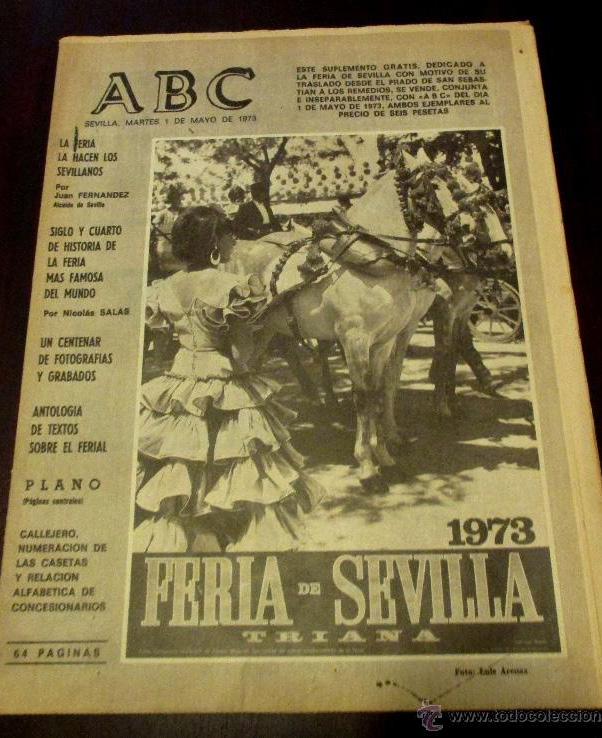 ABC
SEVILLA, MARTES 1 DE MAYO DE 1973
ESTE SUPLEMENTO GRATIS, DEDICADO A
LA FERIA DE SEVILLA CON MOTIVO DE SU
TRASLADO DESDE EL PRADO DE SAN SEBAS-
TIAN A LOS REMEDIOS, SE VENDE, CONJUNTA
E INSEPARABLEMENTE, CON «A B C» DEL DIA
1 DE MAYO DE 1973, AMBOS EJEMPLARES AL
PRECIO DE SEIS PESETAS
LA FERIA
LA HACEN LOS
SEVILLANOS
Por
Juan FERNANDEZ
Alcalde de Sevilla
SIGLO Y CUARTO
DE HISTORIA DE
LA FERIA
MAS FAMOSA
DEL MUNDO
Por Nicolás SALAS
UN CENTENAR
DE FOTOGRAFIAS
Y GRABADOS
ANTOLOGIA
DE TEXTOS
SOBRE EL FERIAL
PLANO
(Páginas centrales)
CALLEJERO,
NUMERACION DE
LAS CASETAS
Y RELACION
ALFABETICA DE
CONCESIONARIOS
64 PAGINAS
1973
FERIA DE SEVILLA
TRIANA
Foto: Luis Arenas
www.todocoleccion